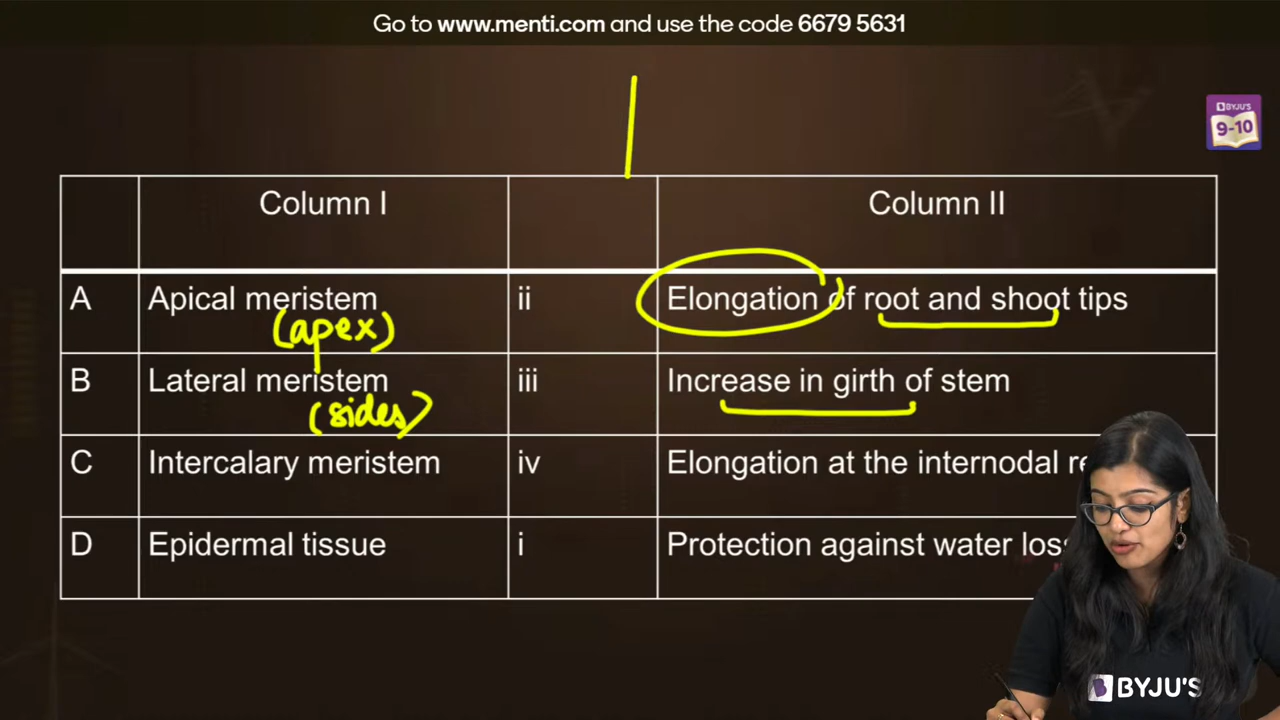 Go to www.menti.com and use the code 6679 5631
BYJU'S
9-10
Column I
Column II
A
Apical meristem
(apex)
ii
Elongation of root and shoot tips
B
Lateral meristem
(sides)
iii
Increase in girth of stem
C
Intercalary meristem
iv
Elongation at the internodal
D
Epidermal tissue
i
Protection against water
BYJU'S